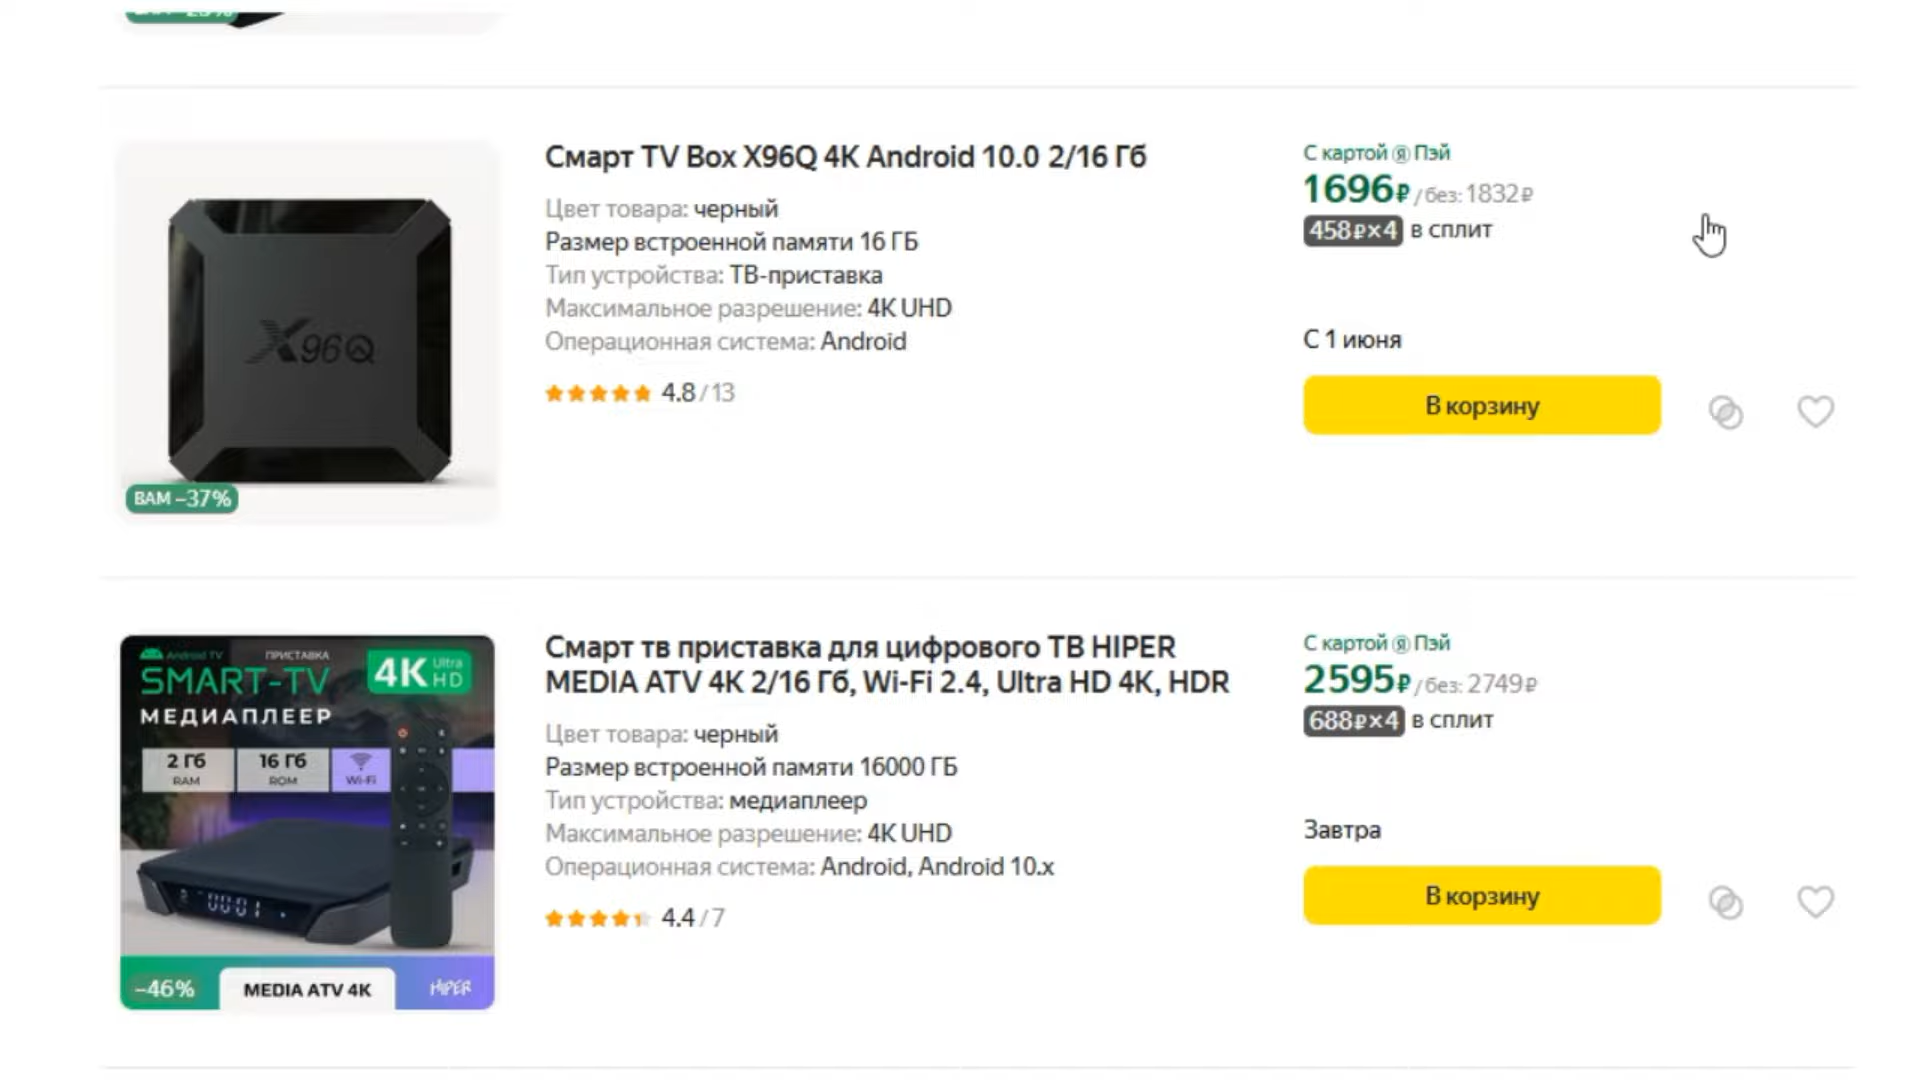 Смарт TV Box X96Q 4K Android 10.0 2/16 Гб
Цвет товара: черный
Размер встроенной памяти 16 ГБ
Тип устройства: ТВ-приставка
Максимальное разрешение: 4K UHD
Операционная система: Android
4.8 / 13
С картой Я Пэй
1696₽ / без: 1832₽
458₽×4 в сплит
С 1 июня
В корзину
X96Q
ВАМ –37%
Смарт тв приставка для цифрового ТВ HIPER
MEDIA ATV 4K 2/16 Гб, Wi-Fi 2.4, Ultra HD 4K, HDR
Цвет товара: черный
Размер встроенной памяти 16000 ГБ
Тип устройства: медиаплеер
Максимальное разрешение: 4K UHD
Операционная система: Android, Android 10.x
4.4 / 7
С картой Я Пэй
2595₽ / без: 2749₽
688₽×4 в сплит
Завтра
В корзину
Android TV ПРИСТАВКА
SMART-TV
4K Ultra HD
МЕДИАПЛЕЕР
2 Гб RAM
16 Гб ROM
Wi-Fi
00:01
–46%
MEDIA ATV 4K
HIPER